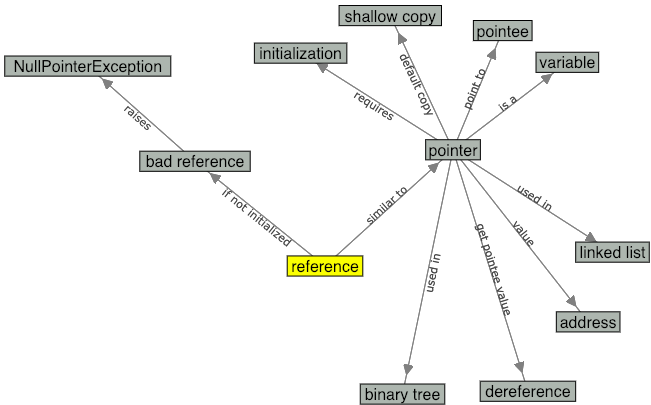 shallow copy
pointee
initialization
variable
NullPointerException
default copy
point to
is a
requires
raises
bad reference
pointer
if not initialized
similar to
used in
reference
get pointee value
value
linked list
used in
address
binary tree
dereference